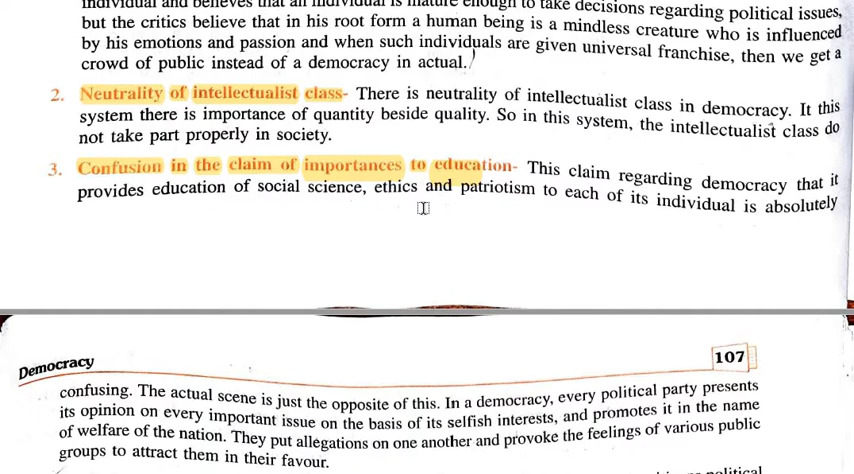 individual and believes that an individual is mature enough to take decisions regarding political issues,
but the critics believe that in his root form a human being is a mindless creature who is influenced
by his emotions and passion and when such individuals are given universal franchise, then we get a
crowd of public instead of a democracy in actual.
2. Neutrality of intellectualist class- There is neutrality of intellectualist class in democracy. It this
system there is importance of quantity beside quality. So in this system, the intellectualist class do
not take part properly in society.
3. Confusion in the claim of importances to education- This claim regarding democracy that it
provides education of social science, ethics and patriotism to each of its individual is absolutely
Democracy
107
confusing. The actual scene is just the opposite of this. In a democracy, every political party presents
its opinion on every important issue on the basis of its selfish interests, and promotes it in the name
of welfare of the nation. They put allegations on one another and provoke the feelings of various public
groups to attract them in their favour.
political